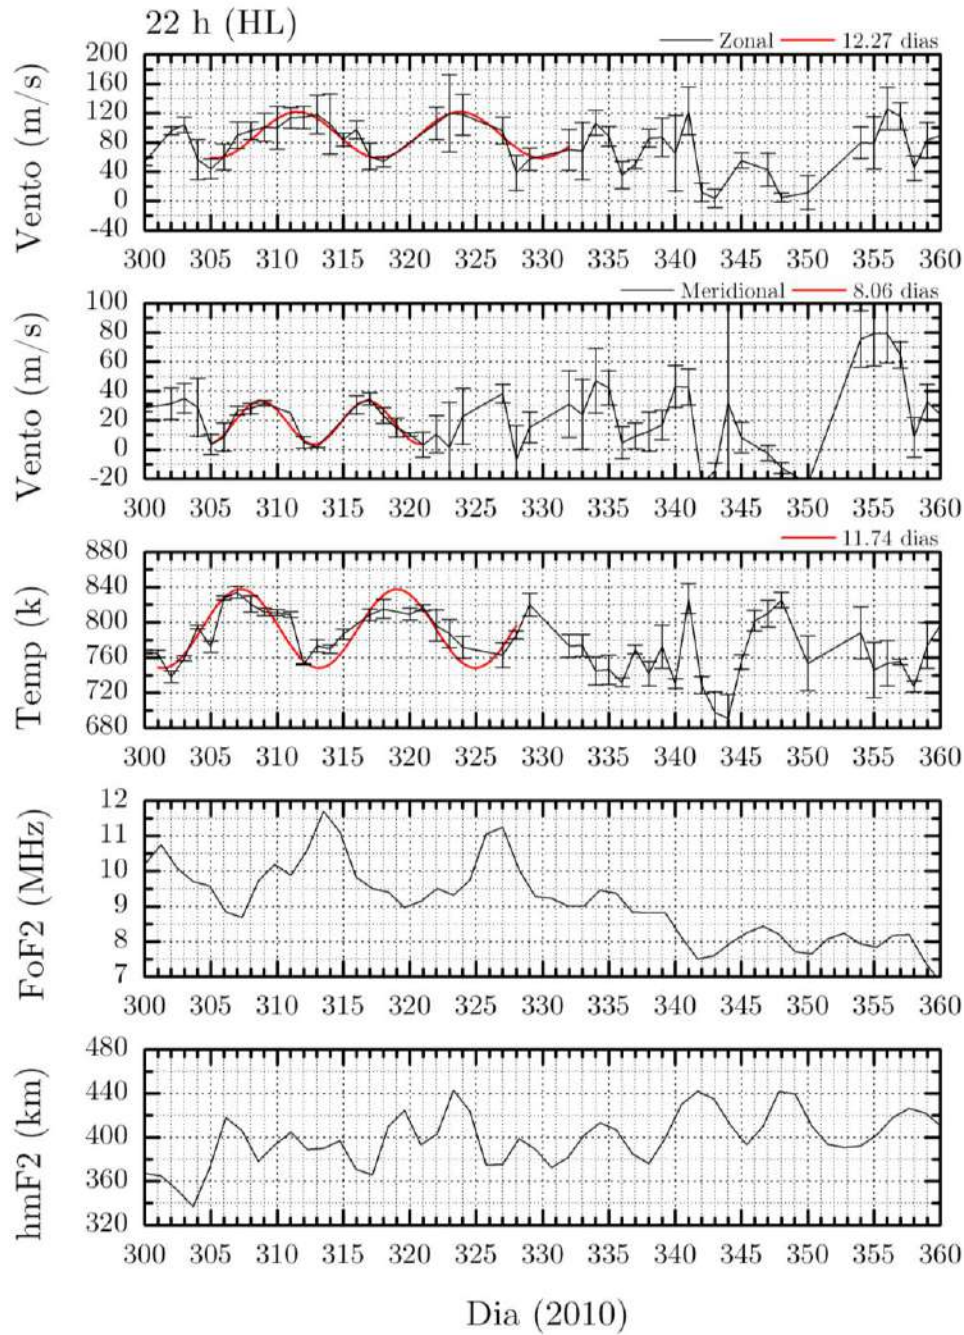 22 h (HL)
Zonal 12.27 dias
Vento (m/s)
200
160
120
80
40
0
-40
300 305 310 315 320 325 330 335 340 345 350 355 360
Meridional 8.06 dias
Vento (m/s)
100
80
60
40
20
0
-20
300 305 310 315 320 325 330 335 340 345 350 355 360
11.74 dias
Temp (k)
880
840
800
760
720
680
300 305 310 315 320 325 330 335 340 345 350 355 360
FoF2 (MHz)
12
11
10
9
8
7
300 305 310 315 320 325 330 335 340 345 350 355 360
hmF2 (km)
480
440
400
360
320
300 305 310 315 320 325 330 335 340 345 350 355 360
Dia (2010)